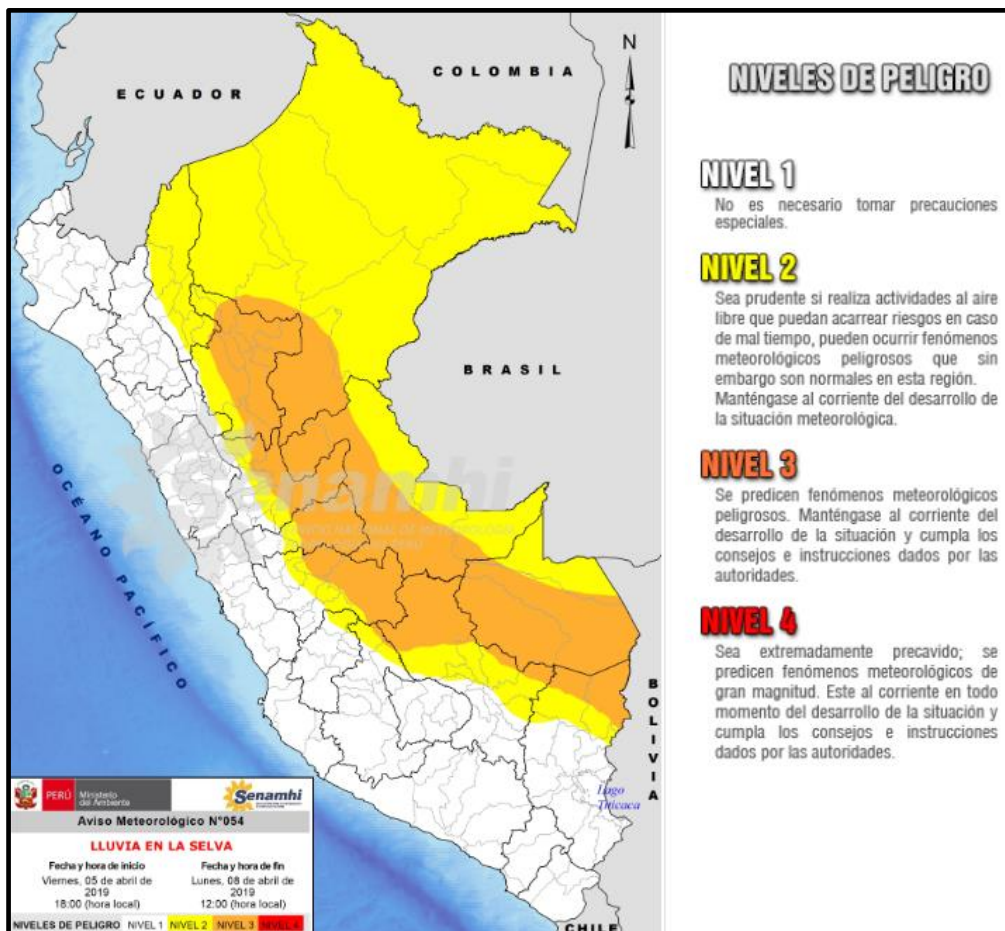 N
COLOMBIA
ECUADOR
BRASIL
OCÉANO PACÍFICO
BOLIVIA
Lago
Titicaca
CHILE
Senamhi
PERÚ
Ministerio
del Ambiente
Senamhi
Aviso Meteorológico N°054
LLUVIA EN LA SELVA
Fecha y hora de inicio
Viernes, 05 de abril de
2019
18:00 (hora local)
Fecha y hora de fin
Lunes, 08 de abril de
2019
12:00 (hora local)
NIVELES DE PELIGRO NIVEL 1 NIVEL 2 NIVEL 3 NIVEL 4
NIVELES DE PELIGRO
NIVEL 1
No es necesario tomar precauciones
especiales.
NIVEL 2
Sea prudente si realiza actividades al aire
libre que puedan acarrear riesgos en caso
de mal tiempo, pueden ocurrir fenómenos
meteorológicos peligrosos que sin
embargo son normales en esta región.
Manténgase al corriente del desarrollo de
la situación meteorológica.
NIVEL 3
Se predicen fenómenos meteorológicos
peligrosos. Manténgase al corriente del
desarrollo de la situación y cumpla los
consejos e instrucciones dados por las
autoridades.
NIVEL 4
Sea extremadamente precavido; se
predicen fenómenos meteorológicos de
gran magnitud. Este al corriente en todo
momento del desarrollo de la situación y
cumpla los consejos e instrucciones
dados por las autoridades.